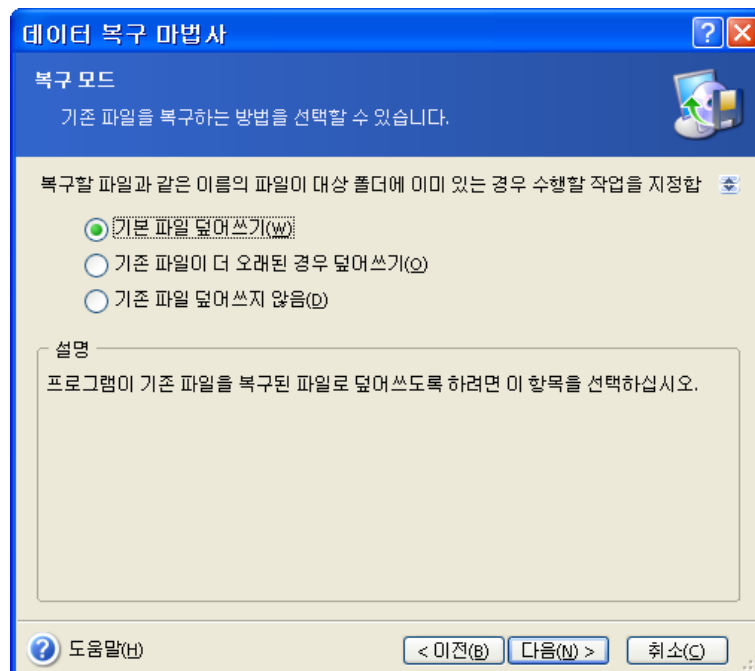 데이터 복구 마법사
복구 모드
기존 파일을 복구하는 방법을 선택할 수 있습니다.
복구할 파일과 같은 이름의 파일이 대상 폴더에 이미 있는 경우 수행할 작업을 지정합
기본 파일 덮어쓰기(W)
기존 파일이 더 오래된 경우 덮어쓰기(O)
기존 파일 덮어쓰지 않음(D)
설명
프로그램이 기존 파일을 복구된 파일로 덮어쓰도록 하려면 이 항목을 선택하십시오.
도움말(H)
< 이전(B) 다음(N) > 취소(C)